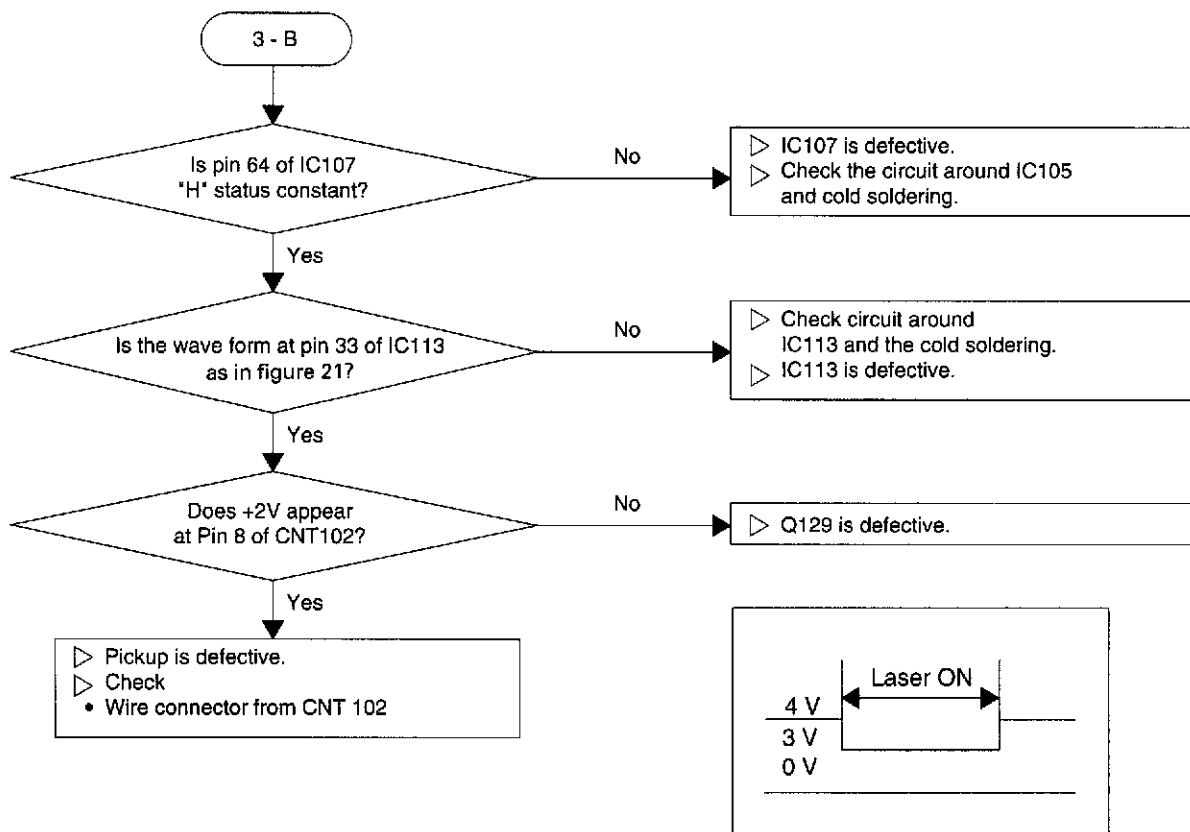 3 - B
Is pin 64 of IC107
"H" status constant?
No
▷ IC107 is defective.
▷ Check the circuit around IC105
and cold soldering.
Yes
Is the wave form at pin 33 of IC113
as in figure 21?
No
▷ Check circuit around
IC113 and the cold soldering.
▷ IC113 is defective.
Yes
Does +2V appear
at Pin 8 of CNT102?
No
▷ Q129 is defective.
Yes
▷ Pickup is defective.
▷ Check
• Wire connector from CNT 102
Laser ON
4 V
3 V
0 V